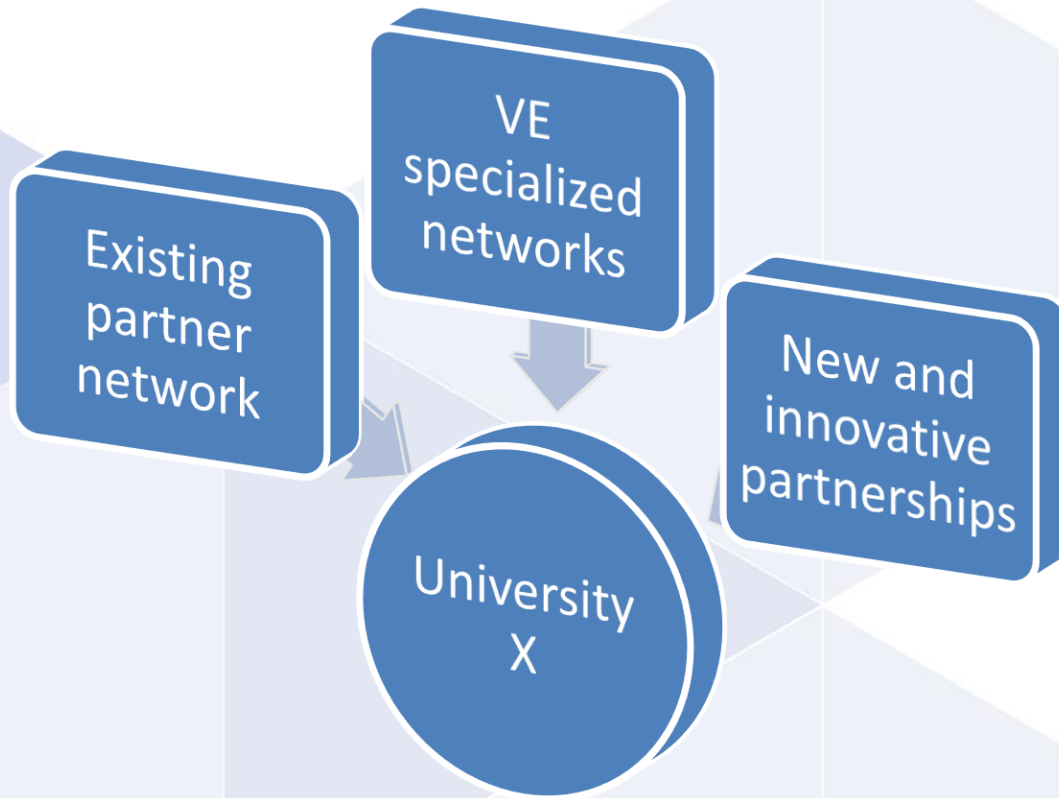 VE
specialized
networks
Existing
partner
network
New and
innovative
partnerships
University
X